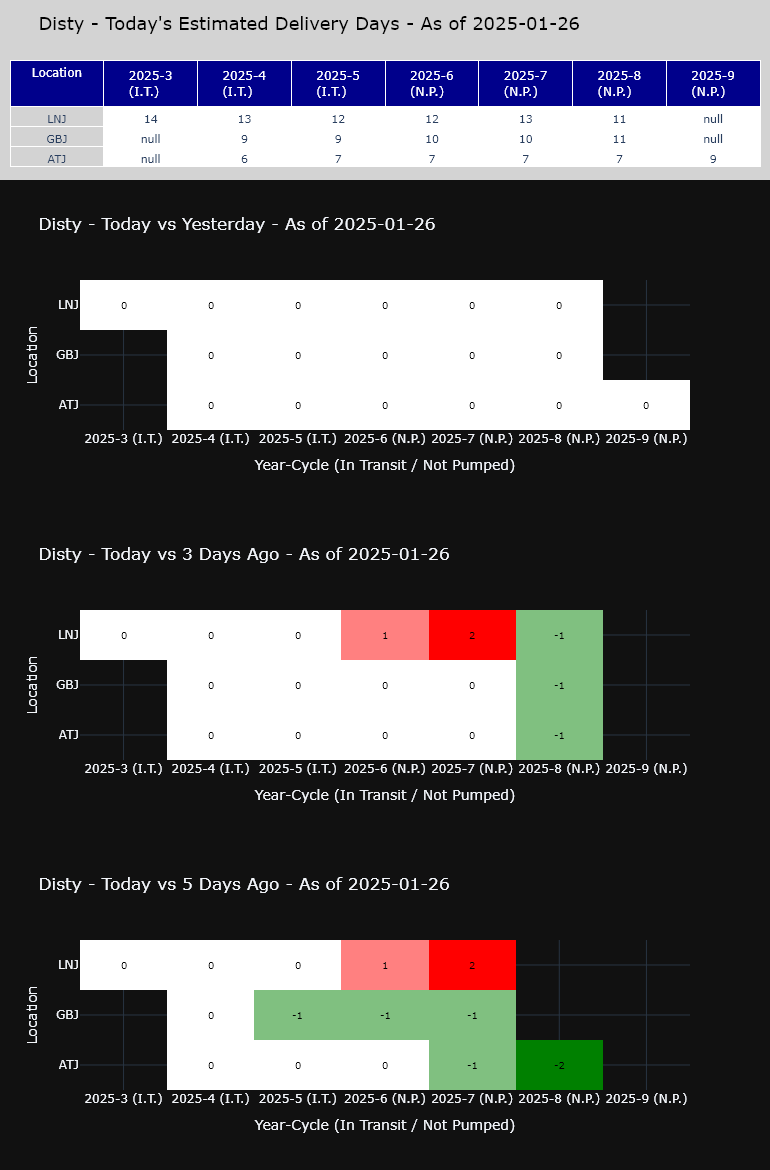 Disty - Today's Estimated Delivery Days - As of 2025-01-26
Location 2025-3 (I.T.) 2025-4 (I.T.) 2025-5 (I.T.) 2025-6 (N.P.) 2025-7 (N.P.) 2025-8 (N.P.) 2025-9 (N.P.)
LNJ 14 13 12 12 13 11 null
GBJ null 9 9 10 10 11 null
ATJ null 6 7 7 7 7 9
Disty - Today vs Yesterday - As of 2025-01-26
Location
LNJ 0 0 0 0 0 0
GBJ 0 0 0 0 0
ATJ 0 0 0 0 0 0
2025-3 (I.T.) 2025-4 (I.T.) 2025-5 (I.T.) 2025-6 (N.P.) 2025-7 (N.P.) 2025-8 (N.P.) 2025-9 (N.P.)
Year-Cycle (In Transit / Not Pumped)
Disty - Today vs 3 Days Ago - As of 2025-01-26
Location
LNJ 0 0 0 1 2 -1
GBJ 0 0 0 0 -1
ATJ 0 0 0 0 -1
2025-3 (I.T.) 2025-4 (I.T.) 2025-5 (I.T.) 2025-6 (N.P.) 2025-7 (N.P.) 2025-8 (N.P.) 2025-9 (N.P.)
Year-Cycle (In Transit / Not Pumped)
Disty - Today vs 5 Days Ago - As of 2025-01-26
Location
LNJ 0 0 0 1 2
GBJ 0 -1 -1 -1
ATJ 0 0 0 -1 -2
2025-3 (I.T.) 2025-4 (I.T.) 2025-5 (I.T.) 2025-6 (N.P.) 2025-7 (N.P.) 2025-8 (N.P.) 2025-9 (N.P.)
Year-Cycle (In Transit / Not Pumped)